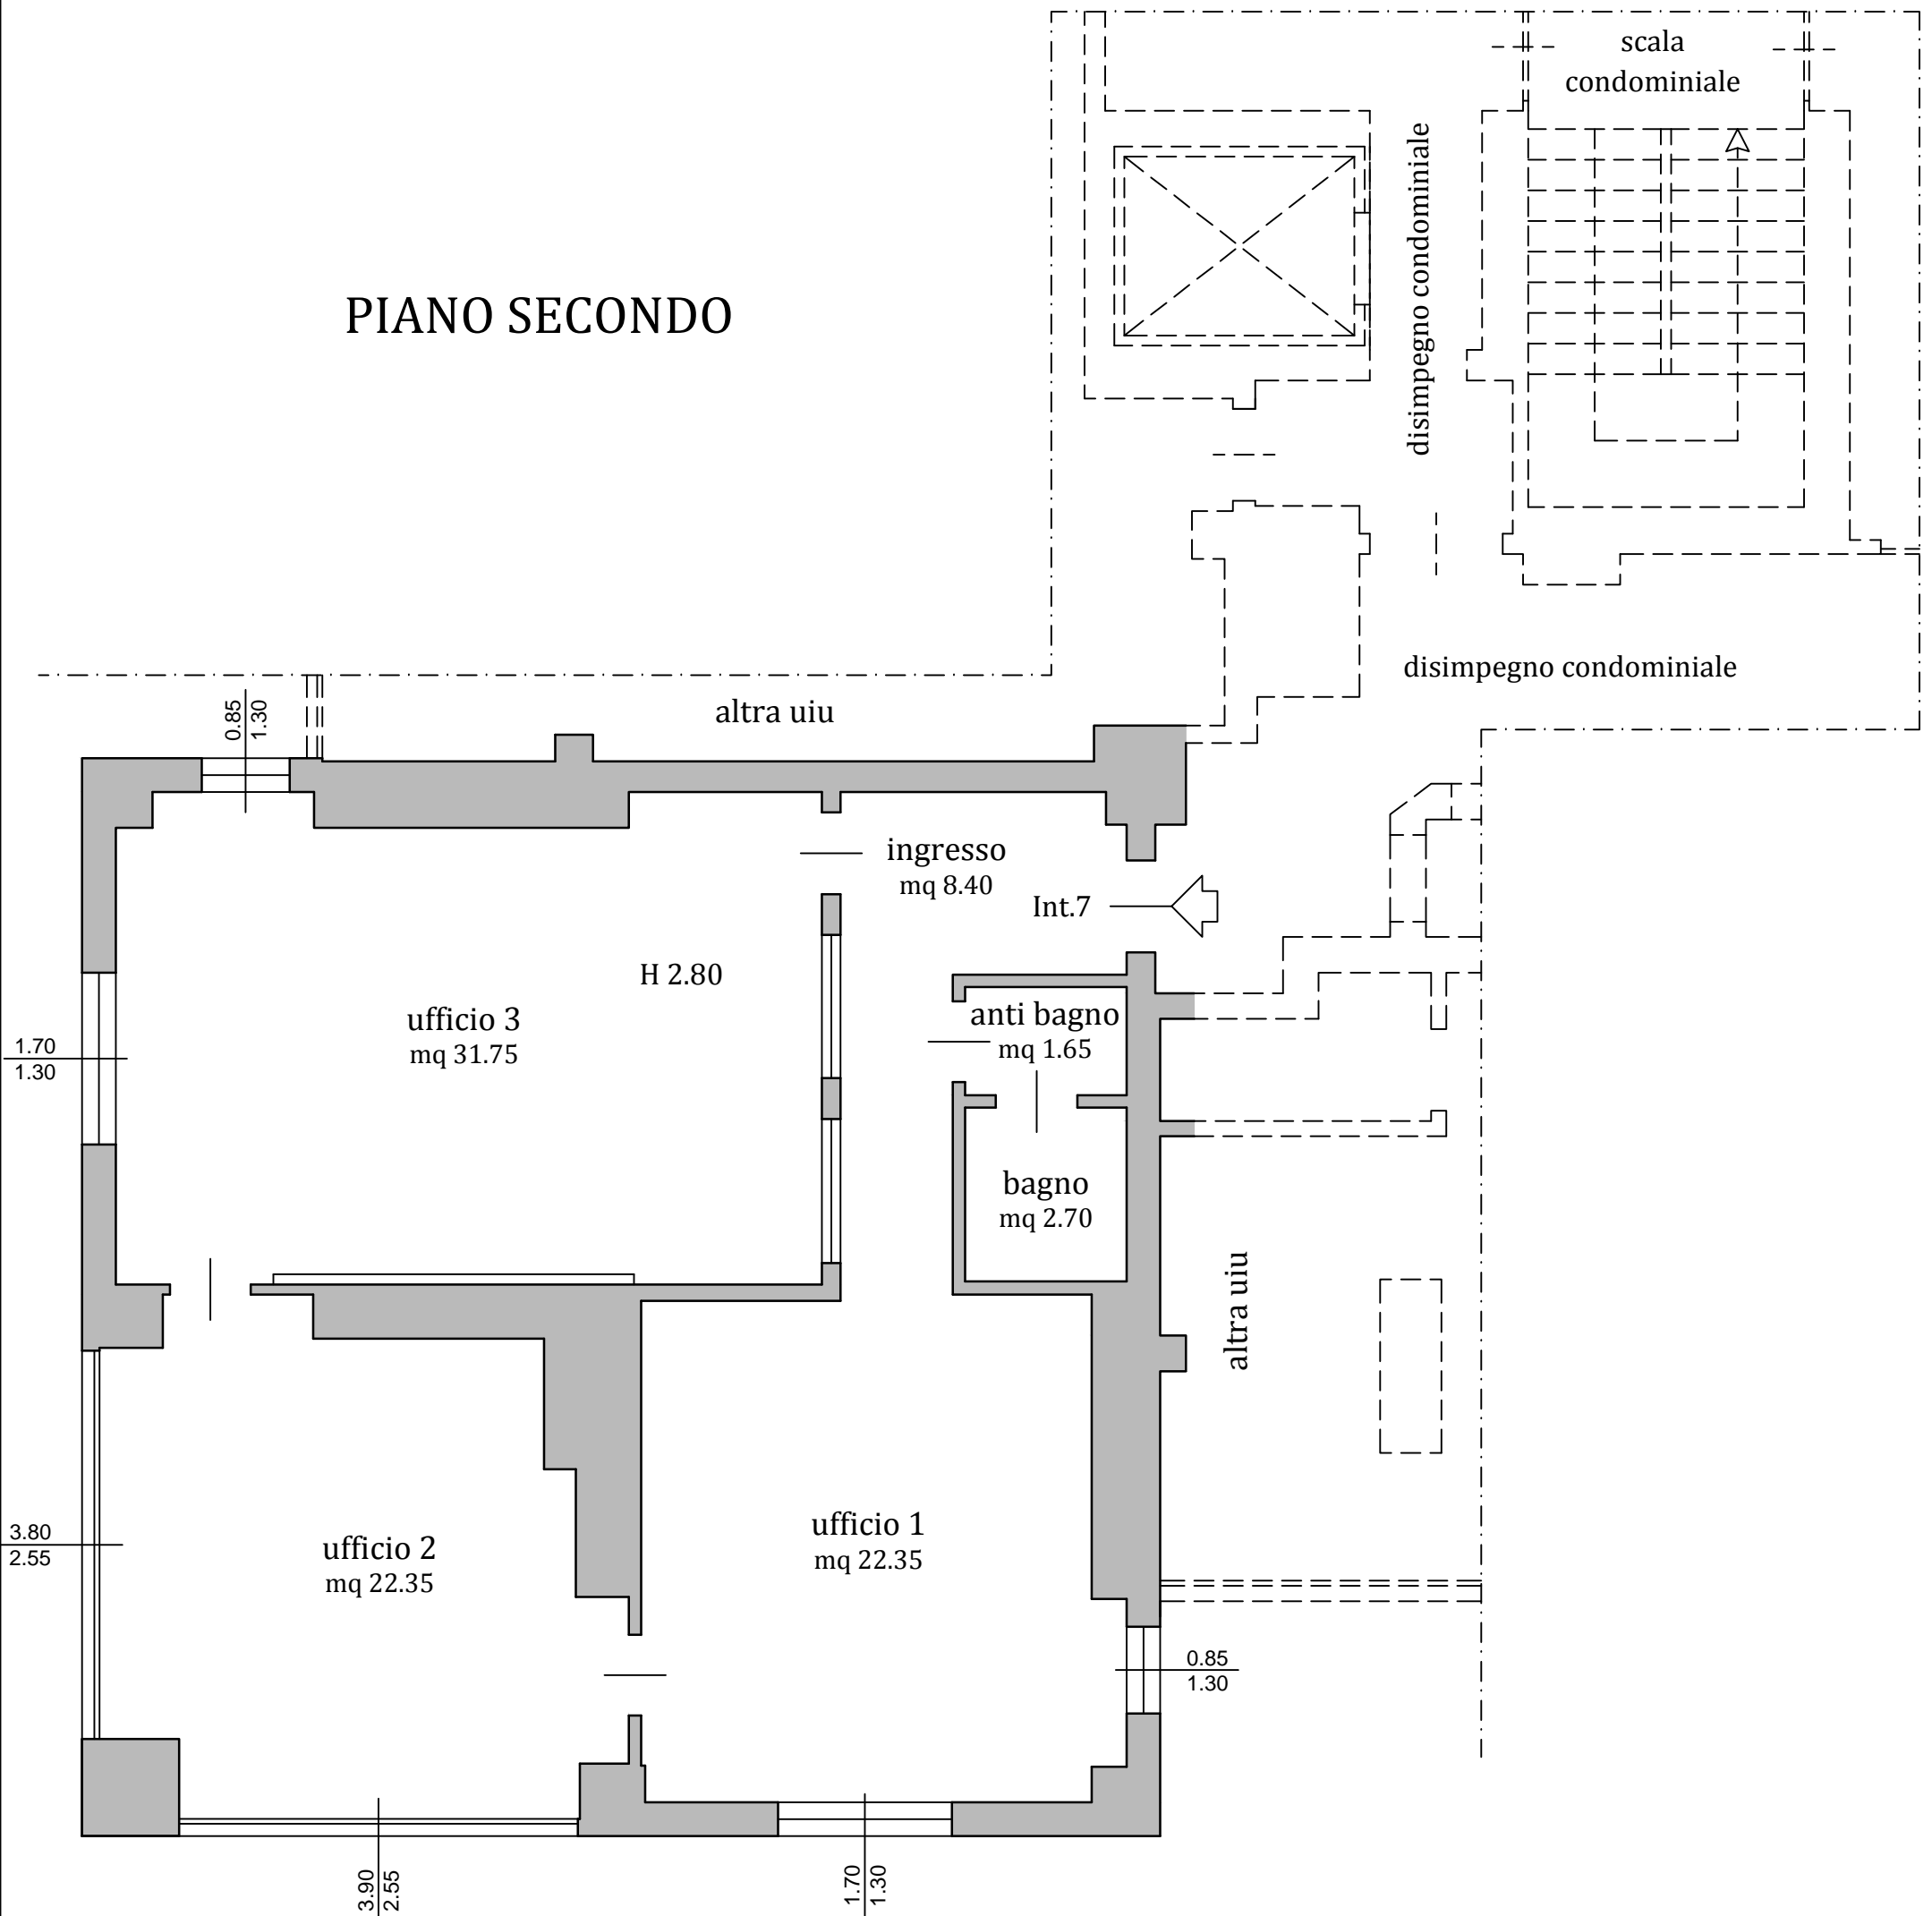 scala
condominiale
disimpegno condominiale
PIANO SECONDO
disimpegno condominiale
altra uiu
0.85
1.30
ingresso
mq 8.40
Int.7
H 2.80
ufficio 3
mq 31.75
anti bagno
mq 1.65
1.70
1.30
bagno
mq 2.70
altra uiu
ufficio 1
mq 22.35
ufficio 2
mq 22.35
3.80
2.55
0.85
1.30
3.90
2.55
1.70
1.30